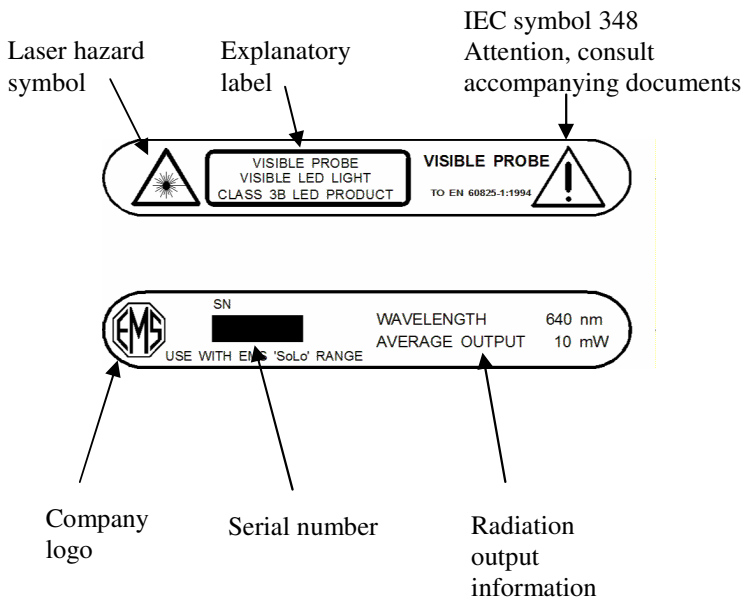 IEC symbol 348
Attention, consult
accompanying documents
Laser hazard
symbol
Explanatory
label
VISIBLE PROBE
VISIBLE LED LIGHT
CLASS 3B LED PRODUCT
VISIBLE PROBE
TO EN 60825-1:1994
EMS
SN
USE WITH EMS 'SoLo' RANGE
WAVELENGTH 640 nm
AVERAGE OUTPUT 10 mW
Company
logo
Serial number
Radiation
output
information